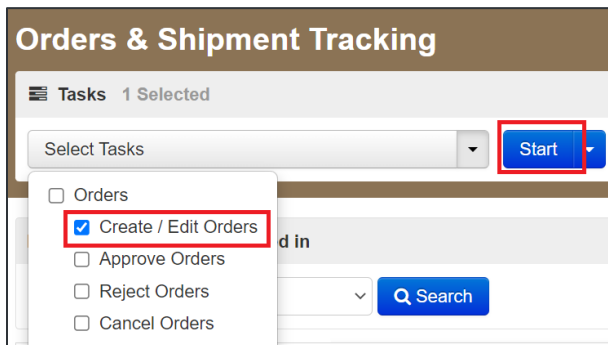 Orders & Shipment Tracking
Tasks 1 Selected
Select Tasks
Start
Orders
Create / Edit Orders
d in
Approve Orders
Reject Orders
Search
Cancel Orders